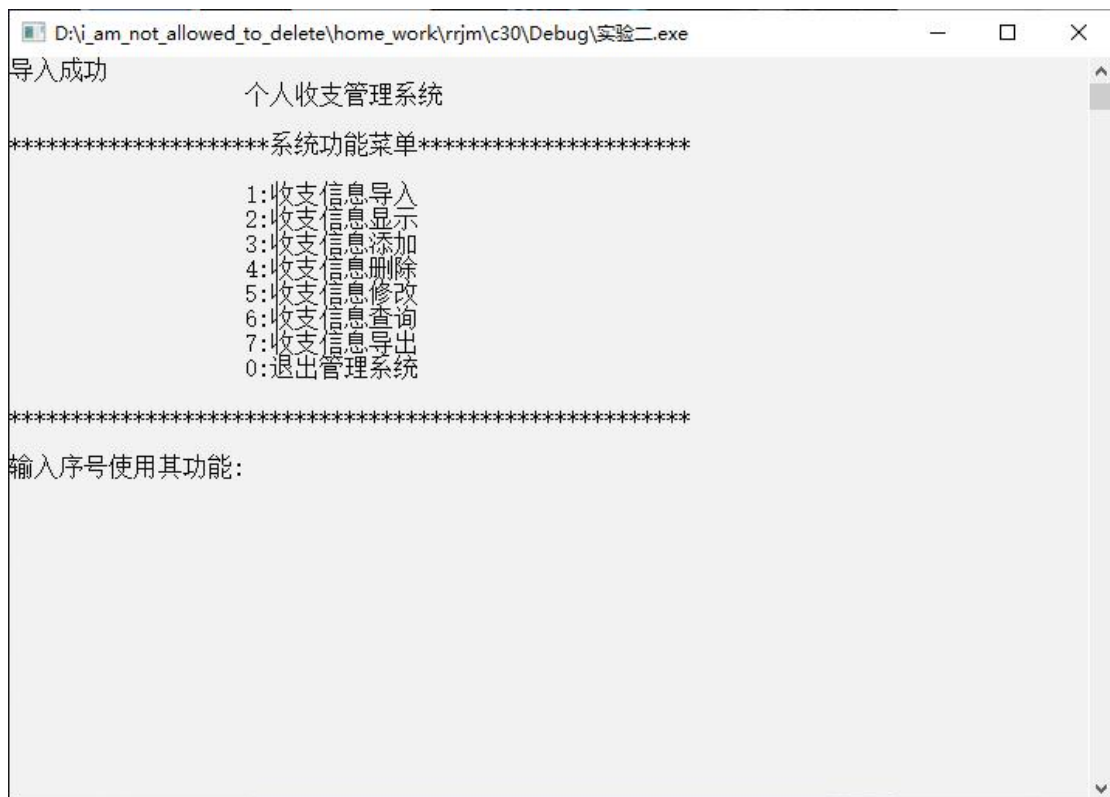 D:\i_am_not_allowed_to_delete\home_work\rrjm\c30\Debug\实验二.exe
导入成功
个人收支管理系统
*********************系统功能菜单**********************
1:收支信息导入
2:收支信息显示
3:收支信息添加
4:收支信息删除
5:收支信息修改
6:收支信息查询
7:收支信息导出
0:退出管理系统
*******************************************************
输入序号使用其功能: